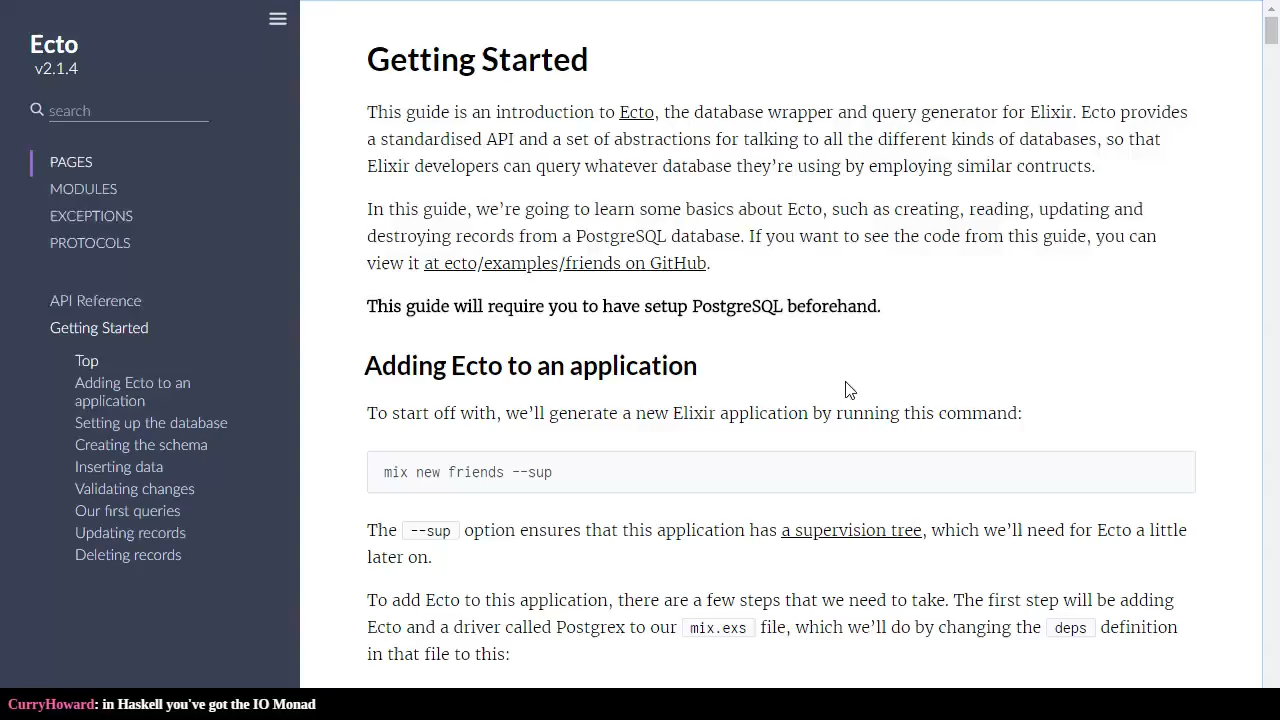 Ecto
v2.1.4
search
PAGES
MODULES
EXCEPTIONS
PROTOCOLS
API Reference
Getting Started
Top
Adding Ecto to an
application
Setting up the database
Creating the schema
Inserting data
Validating changes
Our first queries
Updating records
Deleting records
Getting Started
This guide is an introduction to Ecto, the database wrapper and query generator for Elixir. Ecto provides
a standardised API and a set of abstractions for talking to all the different kinds of databases, so that
Elixir developers can query whatever database they’re using by employing similar contructs.
In this guide, we’re going to learn some basics about Ecto, such as creating, reading, updating and
destroying records from a PostgreSQL database. If you want to see the code from this guide, you can
view it at ecto/examples/friends on GitHub.
This guide will require you to have setup PostgreSQL beforehand.
Adding Ecto to an application
To start off with, we’ll generate a new Elixir application by running this command:
mix new friends --sup
The --sup option ensures that this application has a supervision tree, which we’ll need for Ecto a little
later on.
To add Ecto to this application, there are a few steps that we need to take. The first step will be adding
Ecto and a driver called Postgrex to our mix.exs file, which we’ll do by changing the deps definition
in that file to this:
CurryHoward: in Haskell you've got the IO Monad